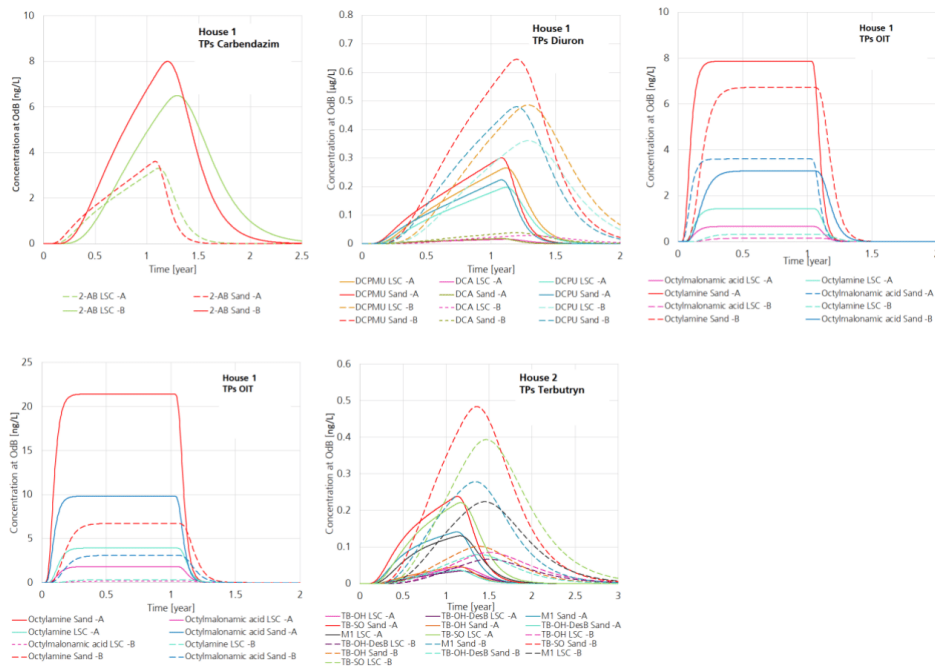 House 1
TPs Carbendazim
Concentration at OdB [ng/L]
10
8
6
4
2
0
0 0.5 1 1.5 2 2.5
Time [year]
2-AB LSC -A 2-AB Sand -A
2-AB LSC -B 2-AB Sand -B
House 1
TPs Diuron
Concentration at OdB [µg/L]
0.8
0.7
0.6
0.5
0.4
0.3
0.2
0.1
0
0 0.5 1 1.5 2
Time [year]
DCPMU LSC -A DCA LSC -A DCPU LSC -A
DCPMU Sand -A DCA Sand -A DCPU Sand -A
DCPMU LSC -B DCA LSC -B DCPU LSC -B
DCPMU Sand -B DCA Sand -B DCPU Sand -B
House 1
TPs OIT
Concentration at OdB [ng/L]
10
8
6
4
2
0
0 0.5 1 1.5 2
Time [year]
Octylmalonamic acid LSC -A Octylamine LSC -A
Octylamine Sand -A Octylmalonamic acid Sand -A
Octylmalonamic acid LSC -B Octylamine LSC -B
Octylamine Sand -B Octylmalonamic acid Sand -B
House 1
TPs OIT
Concentration at OdB [ng/L]
25
20
15
10
5
0
0 0.5 1 1.5 2
Time [year]
Octylamine Sand -A Octylmalonamic acid LSC -A
Octylamine LSC -A Octylmalonamic acid Sand -A
Octylmalonamic acid LSC -B Octylamine LSC -B
Octylamine Sand -B Octylmalonamic acid Sand -B
House 2
TPs Terbutryn
Concentration at OdB [ng/L]
0.6
0.5
0.4
0.3
0.2
0.1
0
0 0.5 1 1.5 2 2.5 3
Time [year]
TB-OH LSC -A TB-OH-DesB LSC -A M1 Sand -A
TB-OH Sand -A TB-SO Sand -A TB-OH-DesB Sand -A
M1 LSC -A TB-SO LSC -A TB-OH LSC -B
TB-OH-DesB LSC -B M1 Sand -B TB-SO Sand -B
TB-OH Sand -B TB-OH-DesB Sand -B M1 LSC -B
TB-SO LSC -B